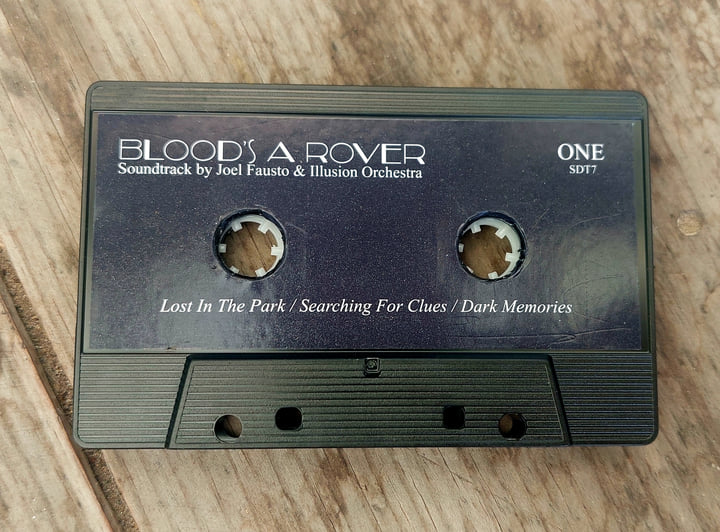 BLOOD'S A ROVER
Soundtrack by Joel Fausto & Illusion Orchestra
ONE
SDT7
Lost In The Park / Searching For Clues / Dark Memories